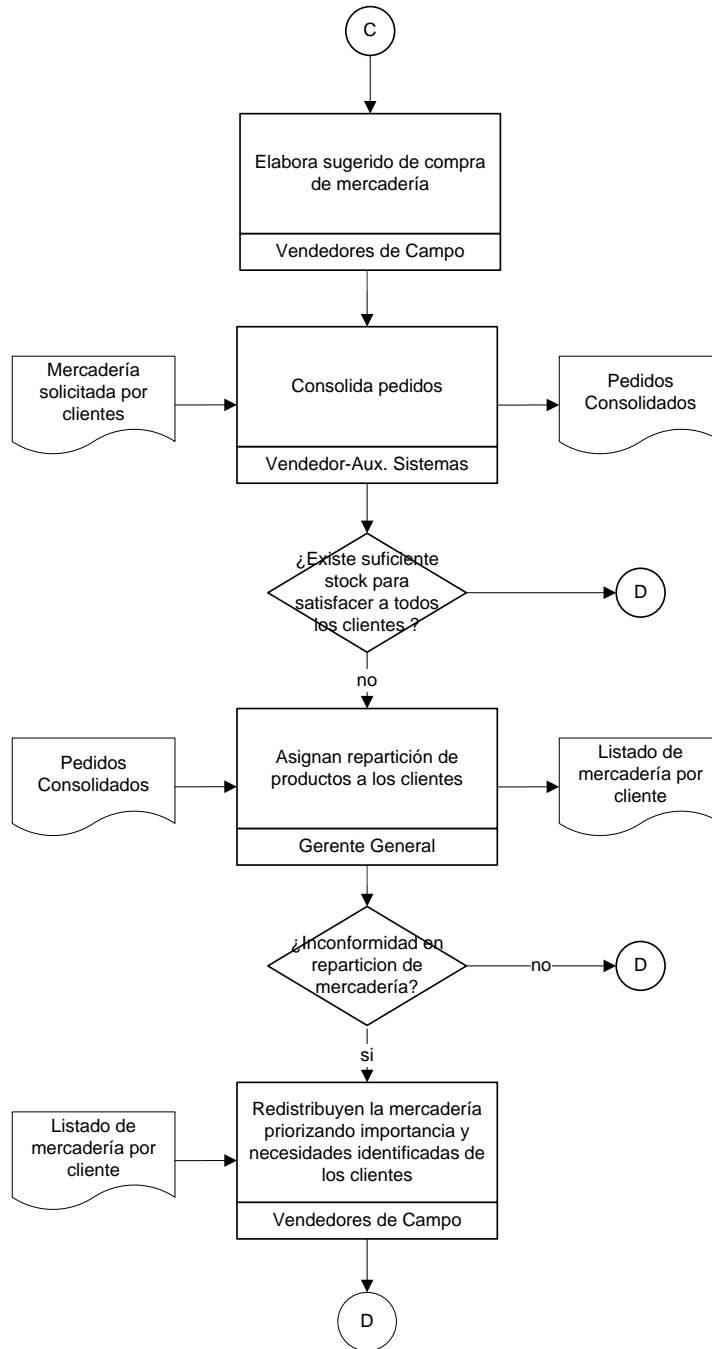 C
Elabora sugerido de compra
de mercadería
Vendedores de Campo
Mercadería
solicitada por
clientes
Consolida pedidos
Vendedor-Aux. Sistemas
Pedidos
Consolidados
¿Existe suficiente
stock para
satisfacer a todos
los clientes ?
D
no
Pedidos
Consolidados
Asignan repartición de
productos a los clientes
Gerente General
Listado de
mercadería por
cliente
¿Inconformidad en
reparticion de
mercadería?
no
D
si
Listado de
mercadería por
cliente
Redistribuyen la mercadería
priorizando importancia y
necesidades identificadas de
los clientes
Vendedores de Campo
D